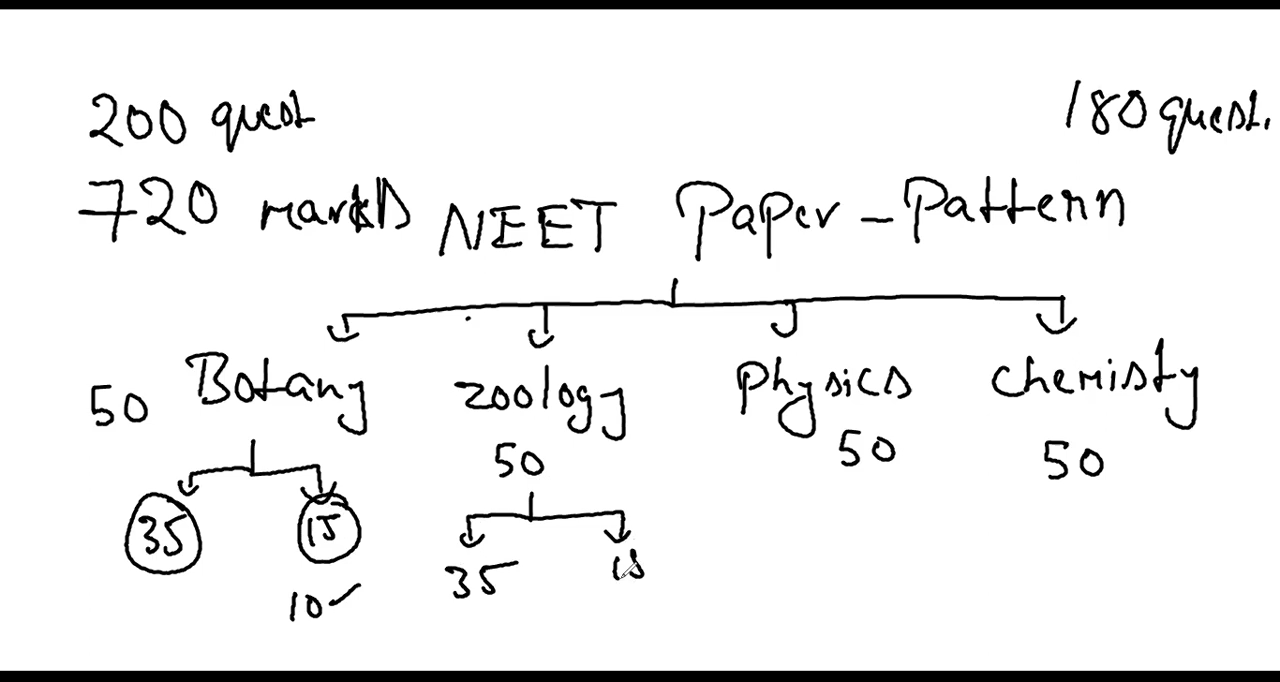 200 quest
180 quest.
720 marks NEET Paper - Pattern
50 Botany zoology Physics chemisty
50 50 50
35 15 
10 35 15